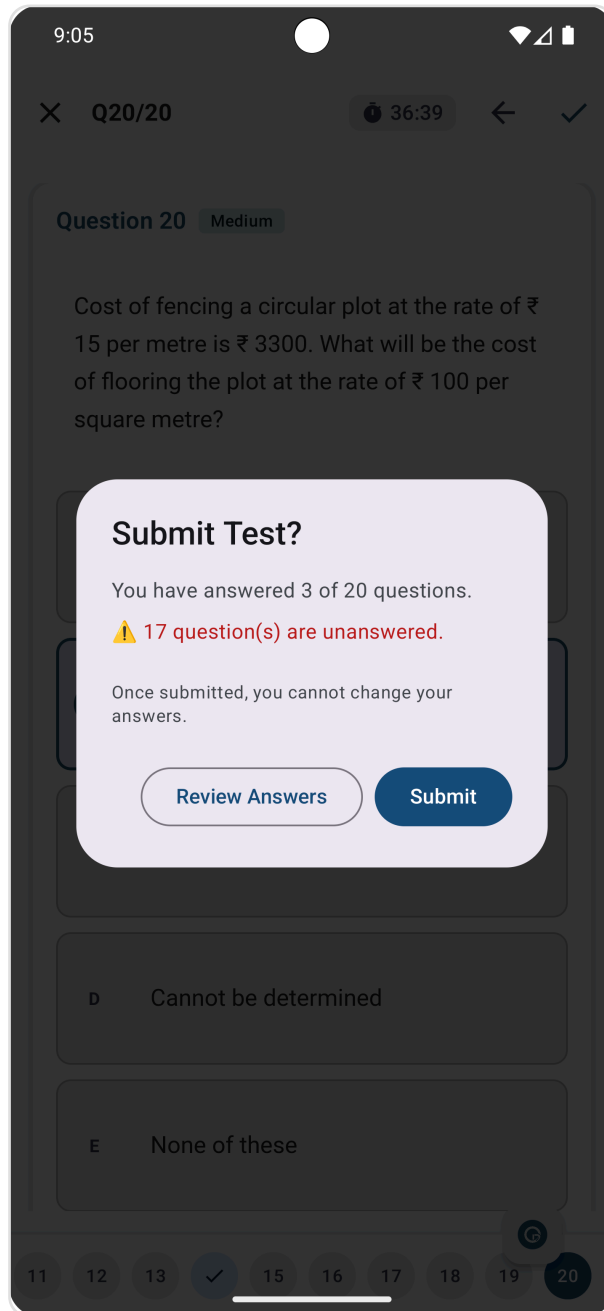 9:05
Q20/20
36:39
Question 20
Medium
Cost of fencing a circular plot at the rate of ₹
15 per metre is ₹ 3300. What will be the cost
of flooring the plot at the rate of ₹ 100 per
square metre?
Submit Test?
You have answered 3 of 20 questions.
⚠️ 17 question(s) are unanswered.
Once submitted, you cannot change your
answers.
Review Answers
Submit
D Cannot be determined
E None of these
11 12 13 15 16 17 18 19 20